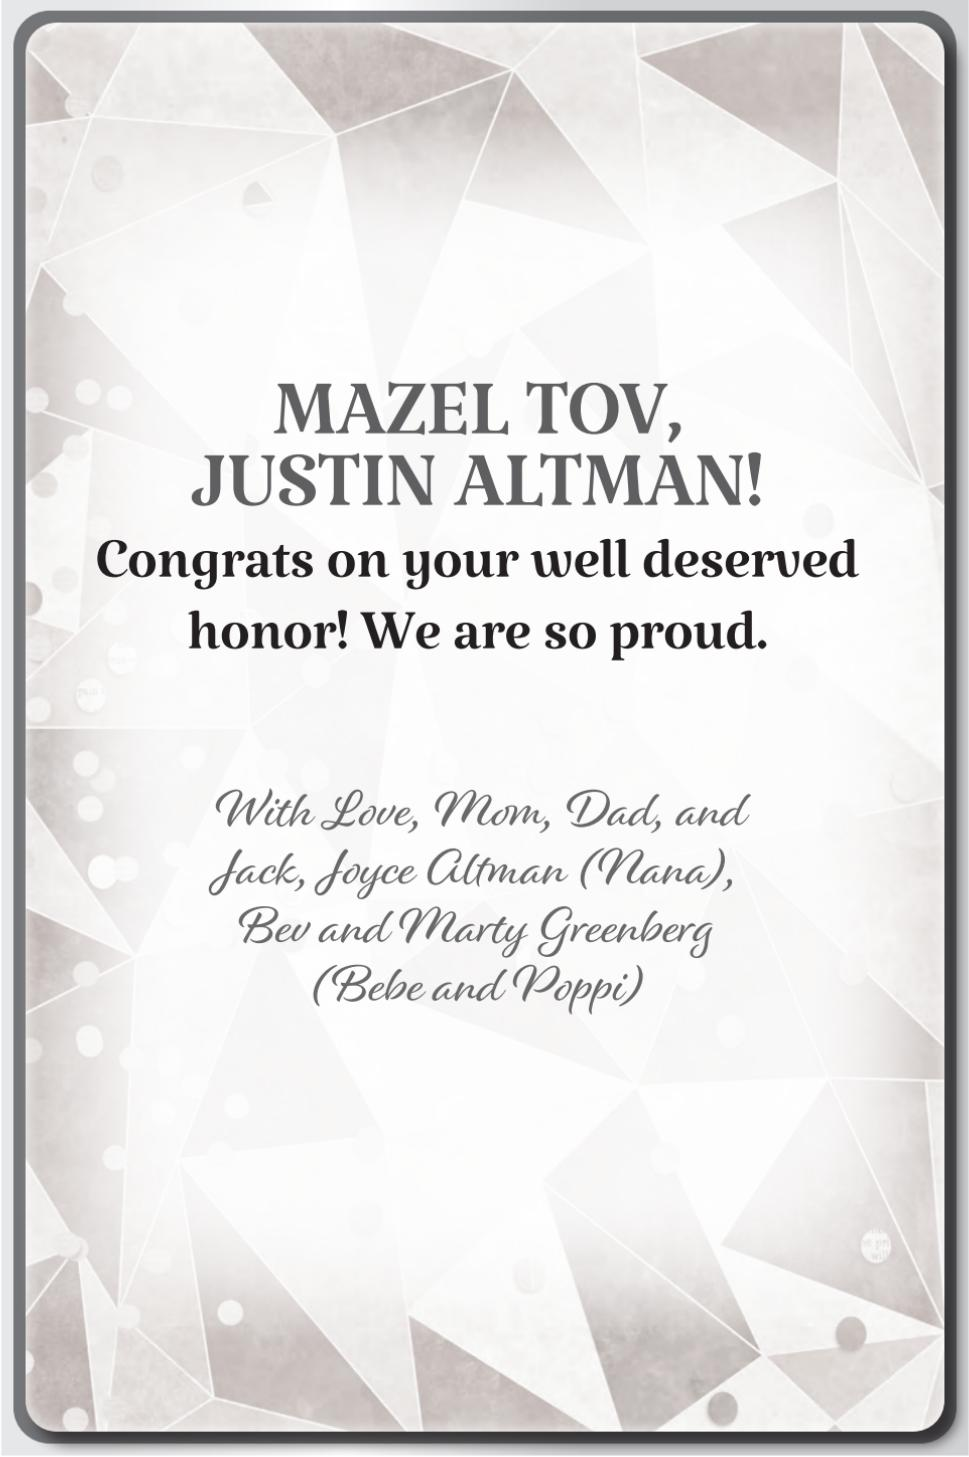 MAZEL TOV,
JUSTIN ALTMAN!
Congrats on your well deserved
honor! We are so proud.
With Love, Mom, Dad, and
Jack, Joyce Altman (Nana),
Bev and Marty Greenberg
(Bebe and Poppi)